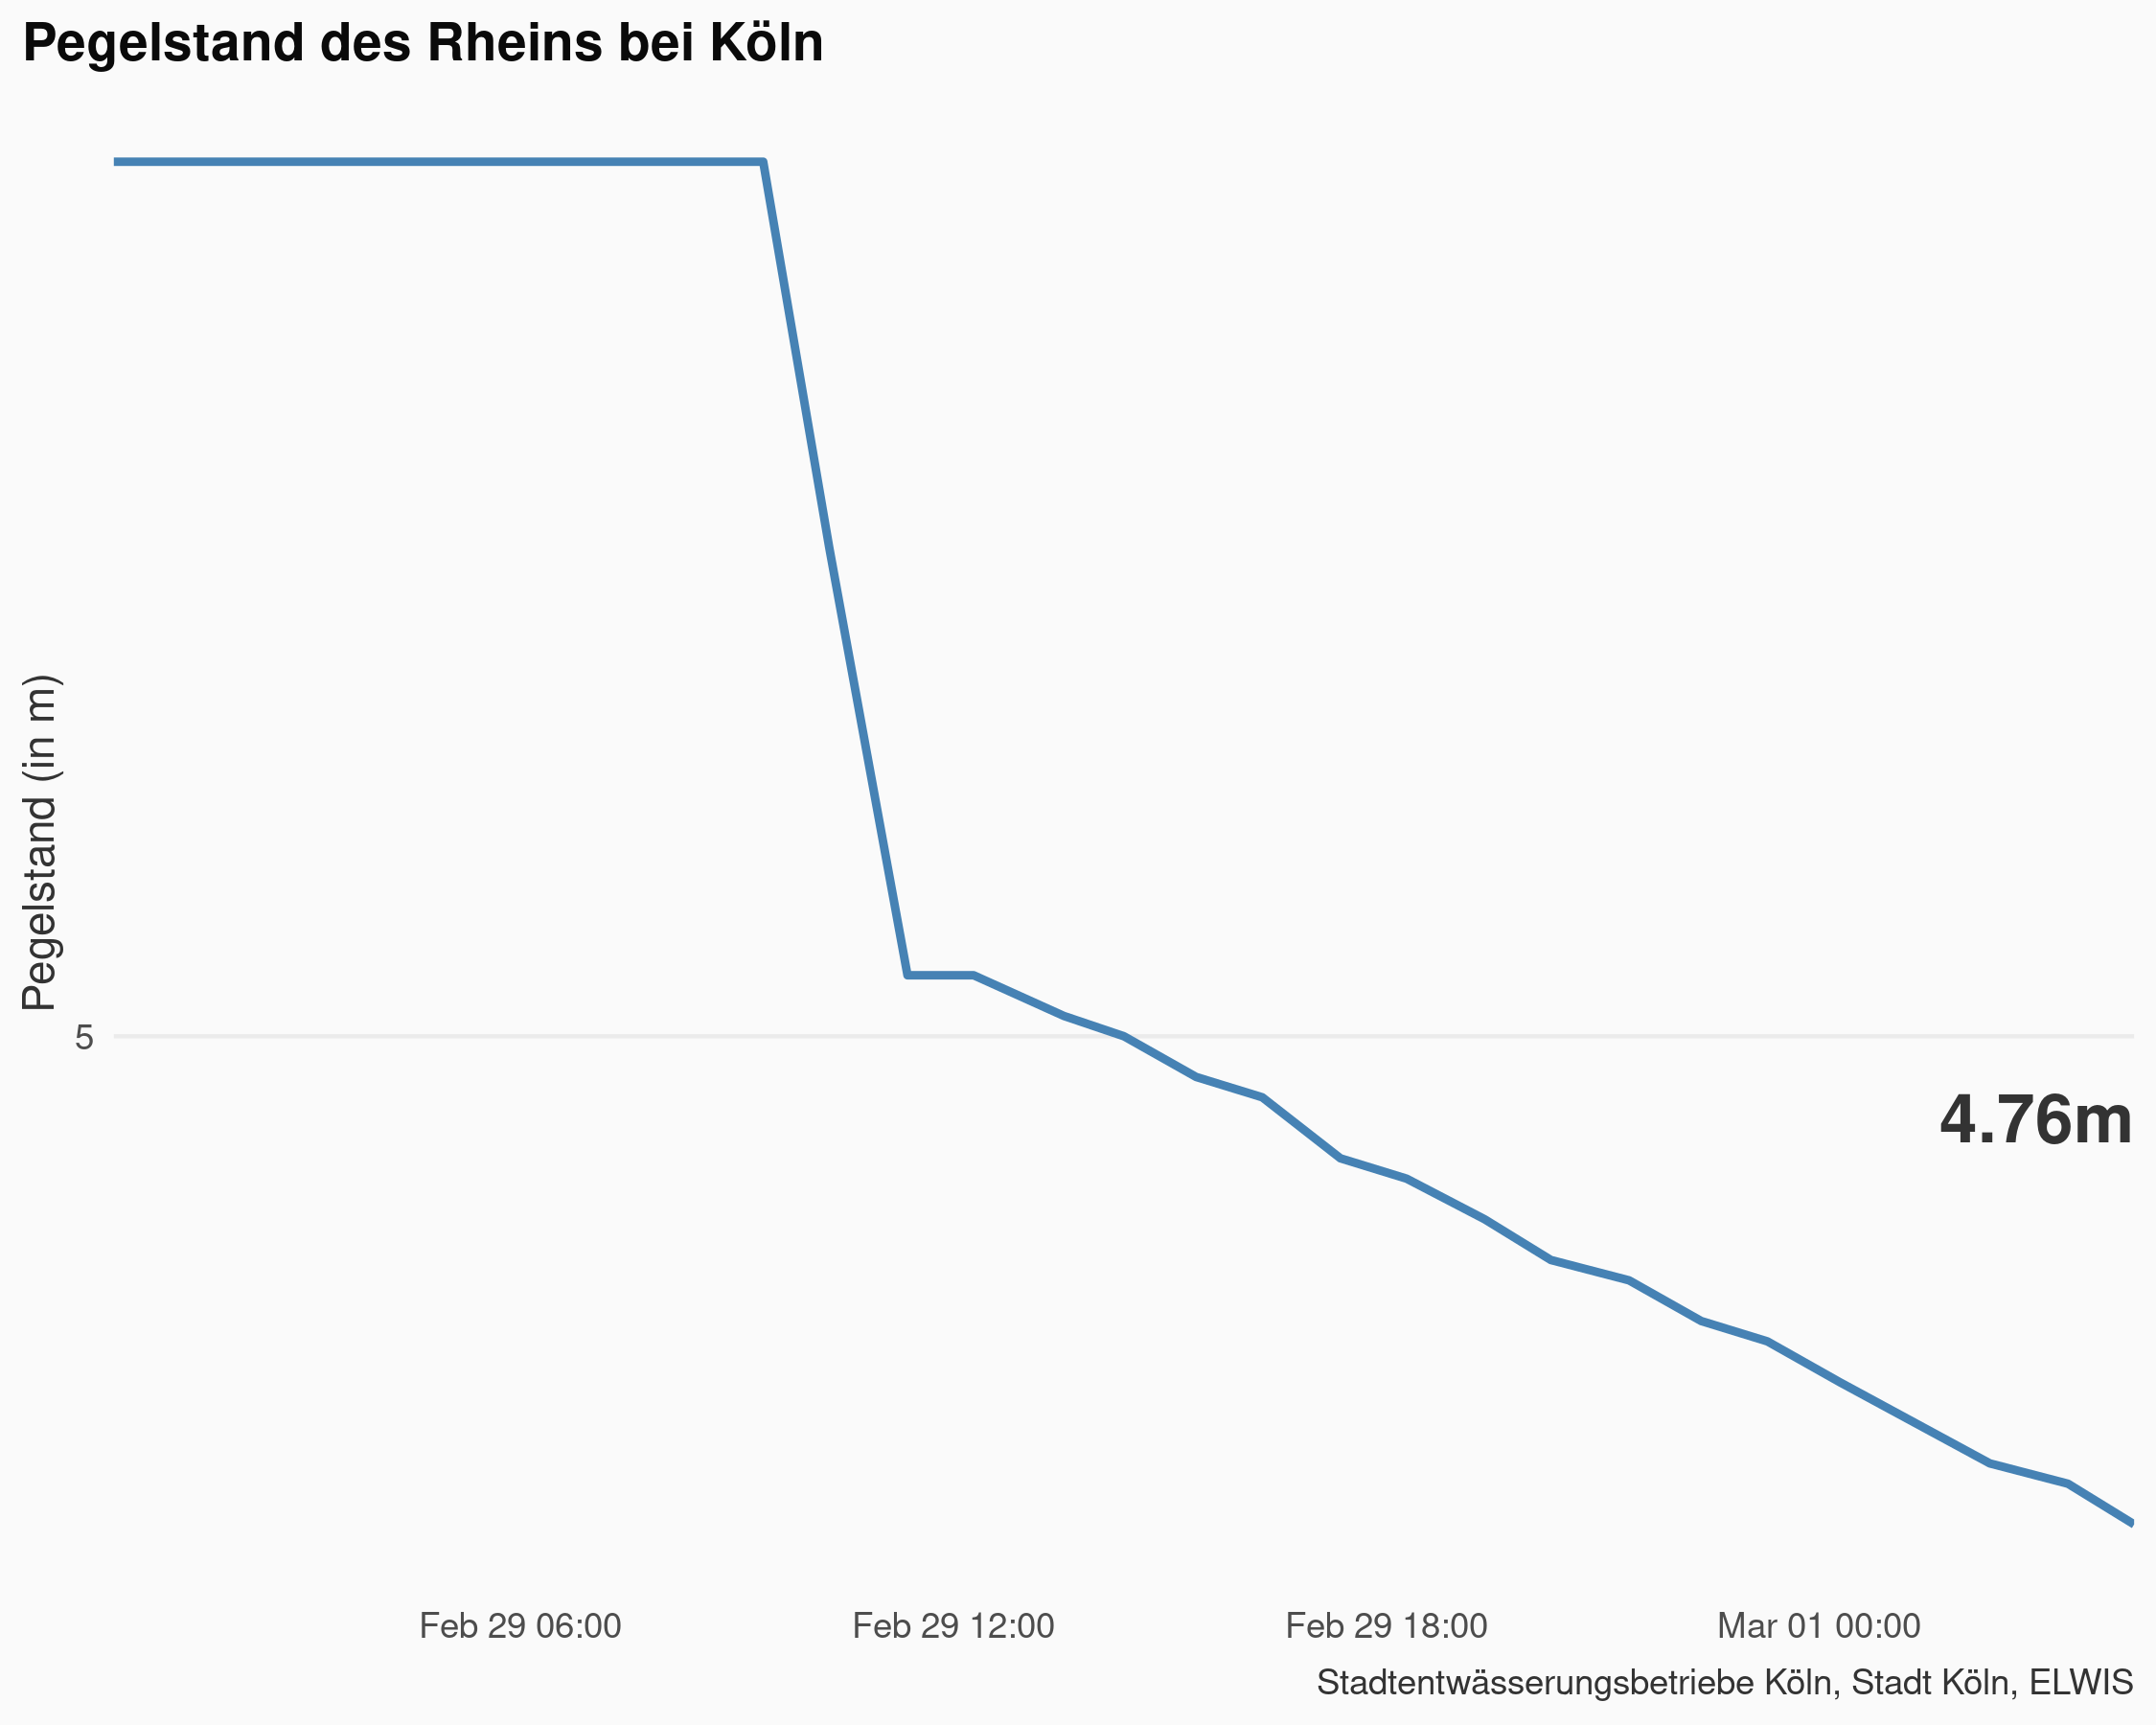 Pegelstand des Rheins bei Köln
Pegelstand (in m)
5
4.76m
Feb 29 06:00
Feb 29 12:00
Feb 29 18:00
Mar 01 00:00
Stadtentwässerungsbetriebe Köln, Stadt Köln, ELWIS